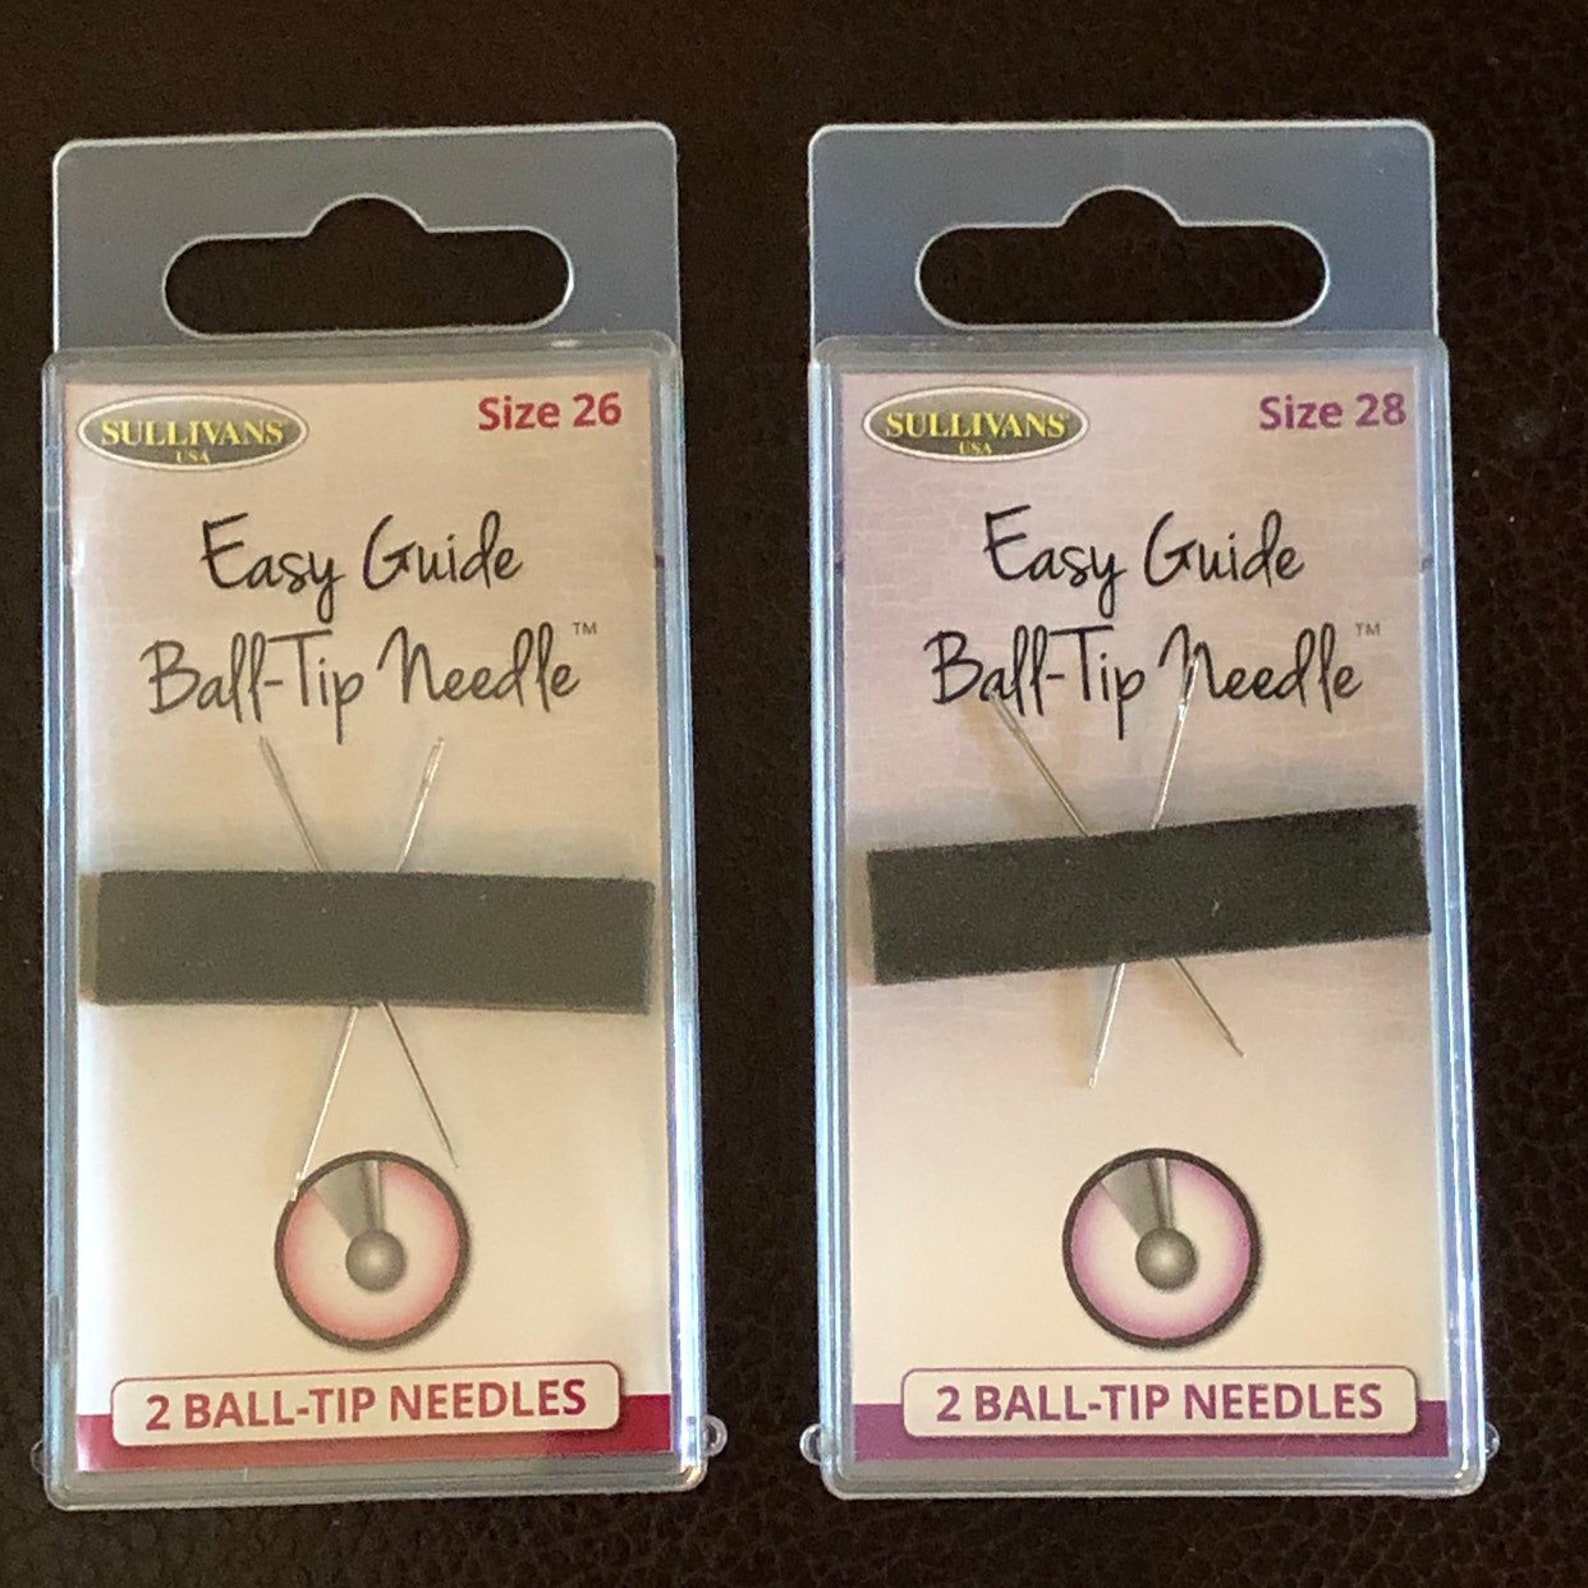 SULLIVANS
USA
Size 26
Easy Guide
Ball-Tip Needle™
2 BALL-TIP NEEDLES
SULLIVANS®
USA
Size 28
Easy Guide
Ball-Tip Needle™
2 BALL-TIP NEEDLES